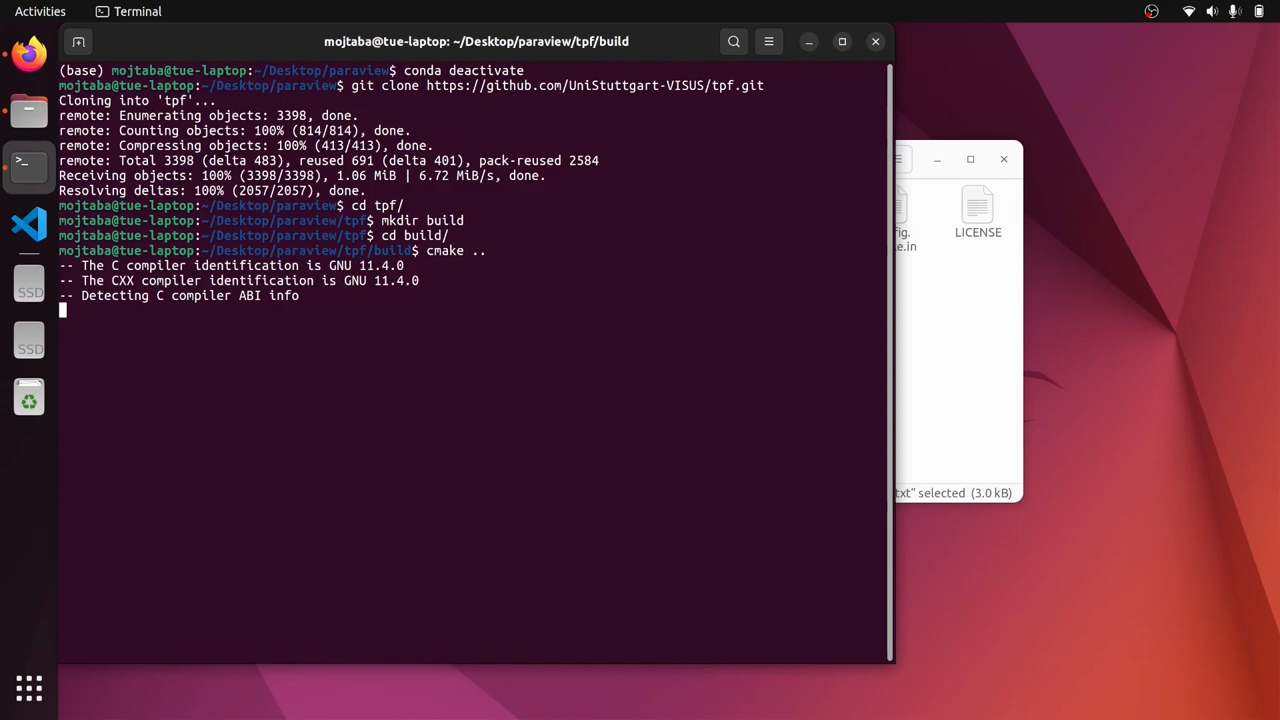 Activities
Terminal
mojtaba@tue-laptop: ~/Desktop/paraview/tpf/build
(base) mojtaba@tue-laptop:~/Desktop/paraview$ conda deactivate
mojtaba@tue-laptop:~/Desktop/paraview$ git clone https://github.com/UniStuttgart-VISUS/tpf.git
Cloning into 'tpf'...
remote: Enumerating objects: 3398, done.
remote: Counting objects: 100% (814/814), done.
remote: Compressing objects: 100% (413/413), done.
remote: Total 3398 (delta 483), reused 691 (delta 401), pack-reused 2584
Receiving objects: 100% (3398/3398), 1.06 MiB | 6.72 MiB/s, done.
Resolving deltas: 100% (2057/2057), done.
mojtaba@tue-laptop:~/Desktop/paraview$ cd tpf/
mojtaba@tue-laptop:~/Desktop/paraview/tpf$ mkdir build
mojtaba@tue-laptop:~/Desktop/paraview/tpf$ cd build/
mojtaba@tue-laptop:~/Desktop/paraview/tpf/build$ cmake ..
-- The C compiler identification is GNU 11.4.0
-- The CXX compiler identification is GNU 11.4.0
-- Detecting C compiler ABI info
>_
SSD
SSD
fig.
ke.in
LICENSE
txt” selected (3.0 kB)